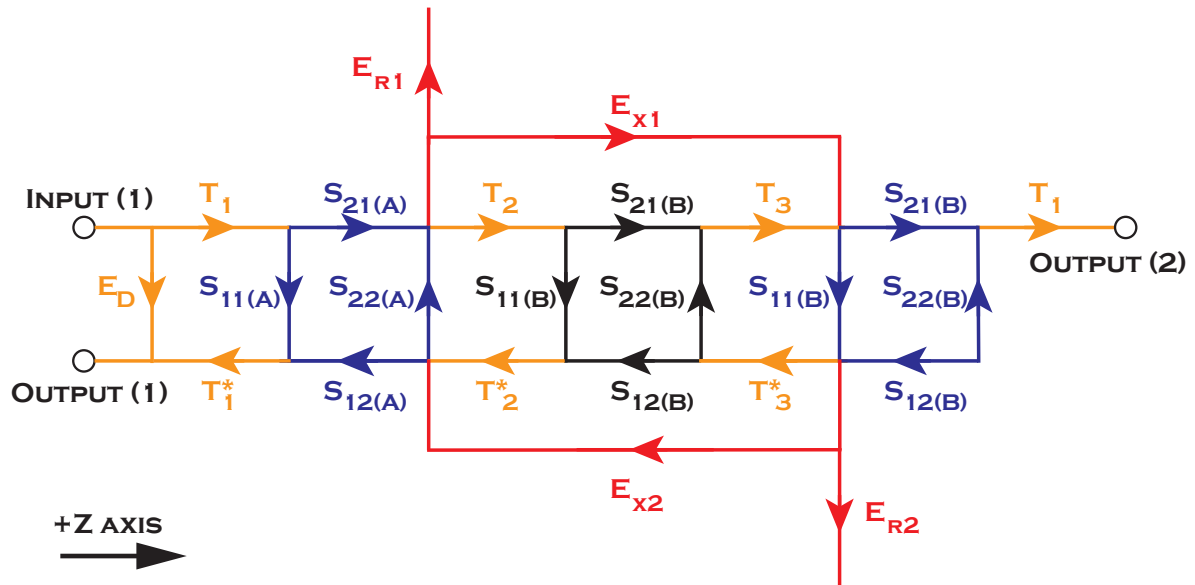 E_R1
E_X1
Input (1) T_1 S_21(A) T_2 S_21(B) T_3 S_21(B) T_1
E_D S_11(A) S_22(A) S_11(B) S_22(B) S_11(B) S_22(B) Output (2)
Output (1) T*_1 S_12(A) T*_2 S_12(B) T*_3 S_12(B)
E_X2
+Z axis E_R2